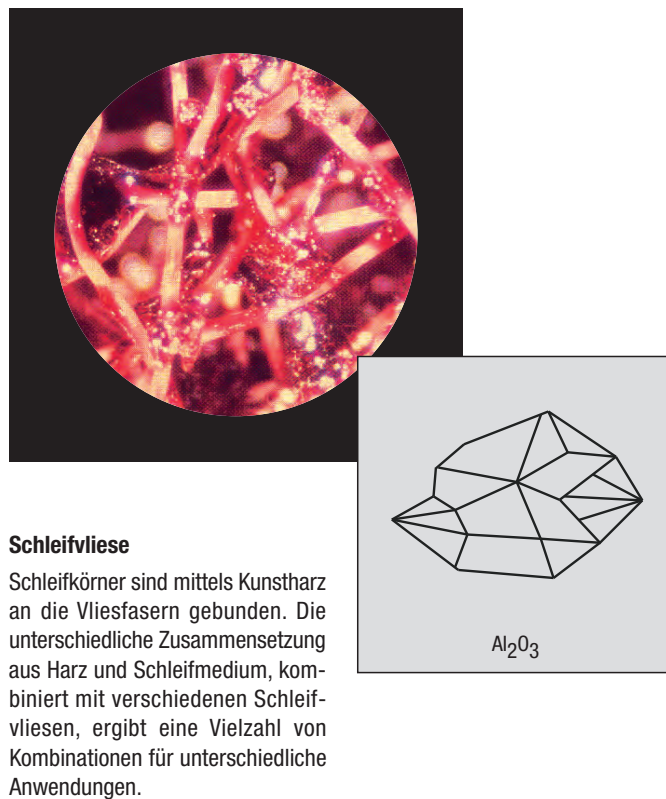 Schleifvliese
Schleifkörner sind mittels Kunstharz
an die Vliesfasern gebunden. Die
unterschiedliche Zusammensetzung
aus Harz und Schleifmedium, kom-
biniert mit verschiedenen Schleif-
vliesen, ergibt eine Vielzahl von
Kombinationen für unterschiedliche
Anwendungen.
Al₂O₃